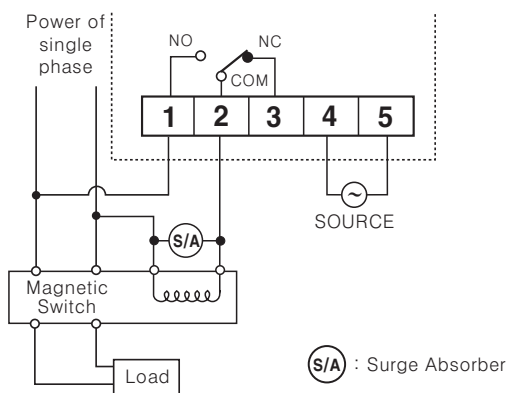 Power of
single
phase
NO
NC
COM
1 2 3 4 5
~
SOURCE
S/A
Magnetic
Switch
Load
S/A : Surge Absorber